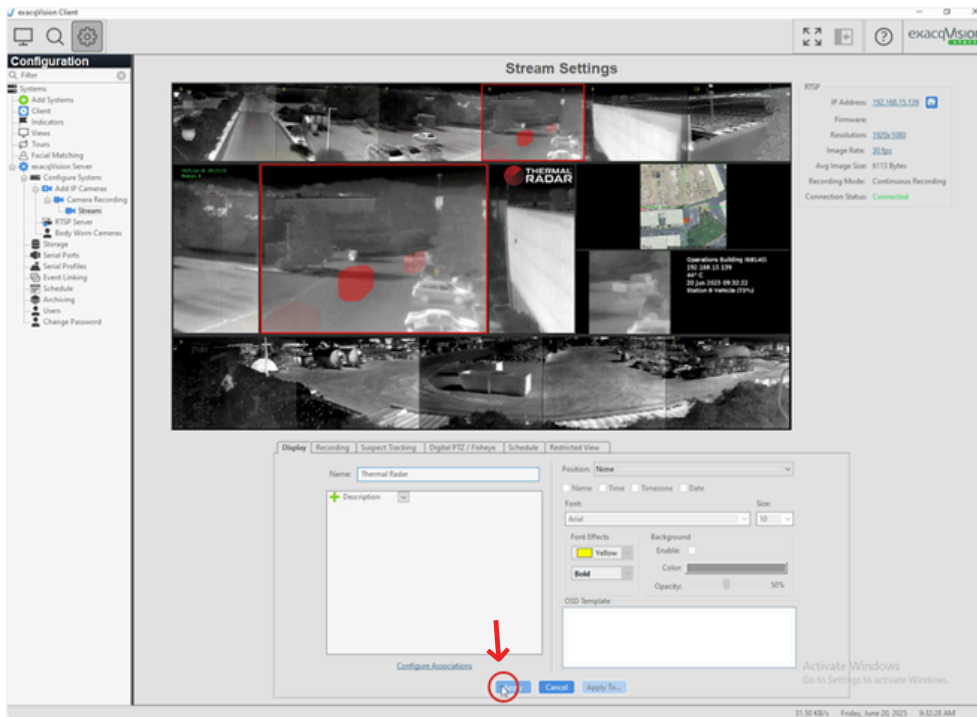 exacqVision Client
exacqVision
START
Configuration
Filter
Systems
Add Systems
Client
Indicators
Views
Tours
Facial Matching
exacqVision Server
Configure System
Add IP Cameras
Camera Recording
Stream
RTSP Server
Body Worn Cameras
Storage
Serial Ports
Serial Profiles
Event Linking
Schedule
Archiving
Users
Change Password
Stream Settings
THERMAL
RADAR
Operations Building (68140)
192.168.15.139
44° C
20 Jun 2025 09:32:22
Station 8 Vehicle (73%)
RTSP
IP Address: 192.168.15.139
Firmware:
Resolution: 1920x1080
Image Rate: 30 fps
Avg Image Size: 6113 Bytes
Recording Mode: Continuous Recording
Connection Status: Connected
Display Recording Suspect Tracking Digital PTZ / Fisheye Schedule Restricted View
Name: Thermal Radar
Description
Configure Associations
Position: None
Name Time Timezone Date
Font: Size:
Arial 10
Font Effects Background
Yellow Enable:
Bold Color:
Opacity: 50%
OSD Template
Cancel Apply To...
Activate Windows
Go to Settings to activate Windows.
31.50 KB/s Friday, June 20, 2025 9:32:28 AM